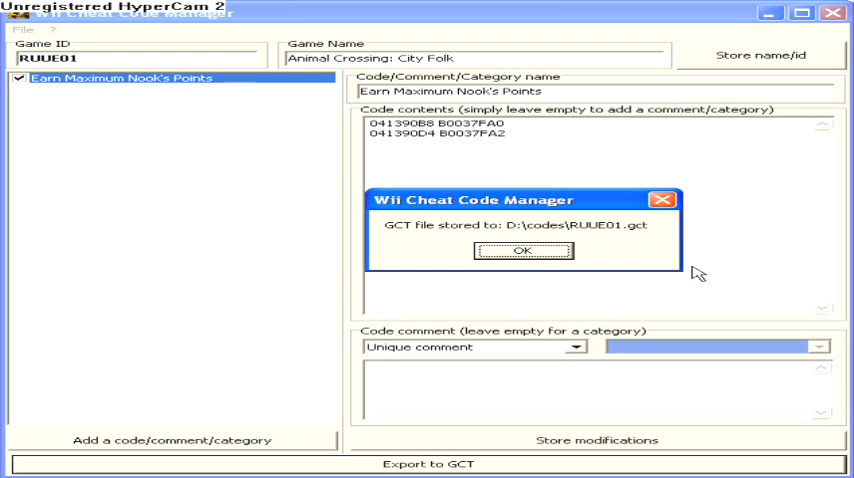 Unregistered HyperCam 2
Wii Cheat Code Manager
File ?
Game ID
RUUE01
Game Name
Animal Crossing: City Folk
Store name/id
Earn Maximum Nook's Points
Code/Comment/Category name
Earn Maximum Nook's Points
Code contents (simply leave empty to add a comment/category)
041390B8 B0037FA0
041390D4 B0037FA2
Wii Cheat Code Manager
GCT file stored to: D:\codes\RUUE01.gct
OK
Code comment (leave empty for a category)
Unique comment
Add a code/comment/category
Store modifications
Export to GCT